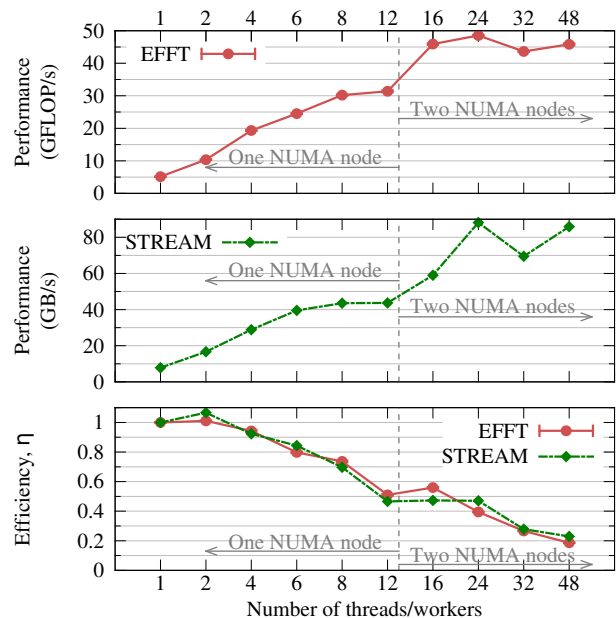 1 2 4 6 8 12 16 24 32 48
Performance
(GFLOP/s)
50
40
30
20
10
0
EFFT
Two NUMA nodes
One NUMA node
Performance
(GB/s)
80
60
40
20
0
STREAM
One NUMA node
Two NUMA nodes
Efficiency, η
1
0.8
0.6
0.4
0.2
0
EFFT
STREAM
One NUMA node
Two NUMA nodes
1 2 4 6 8 12 16 24 32 48
Number of threads/workers